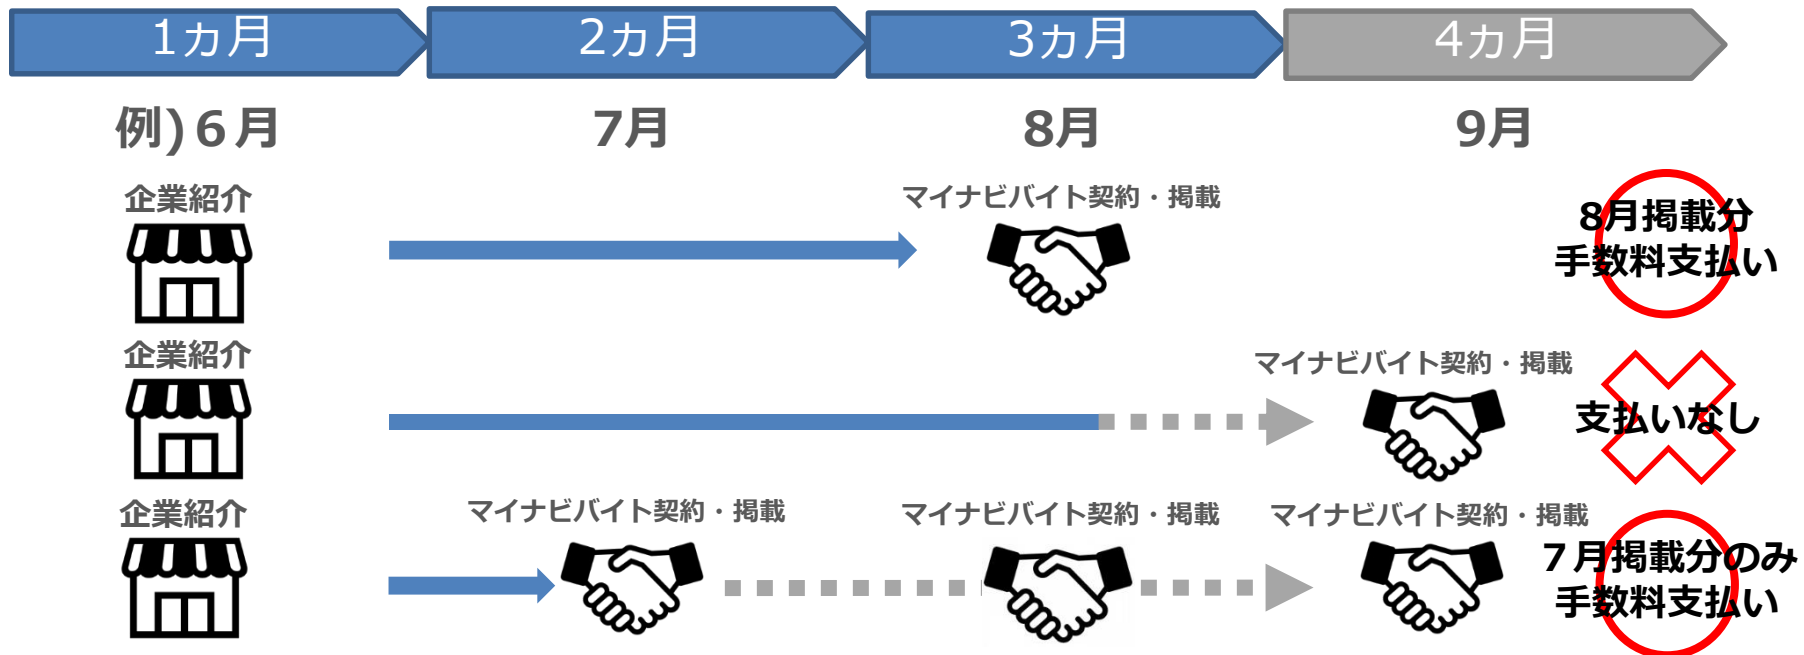 1カ月
2カ月
3カ月
4カ月
例)６月
7月
8月
9月
企業紹介
マイナビバイト契約・掲載
8月掲載分
手数料支払い
企業紹介
マイナビバイト契約・掲載
支払いなし
企業紹介
マイナビバイト契約・掲載
マイナビバイト契約・掲載
マイナビバイト契約・掲載
７月掲載分のみ
手数料支払い